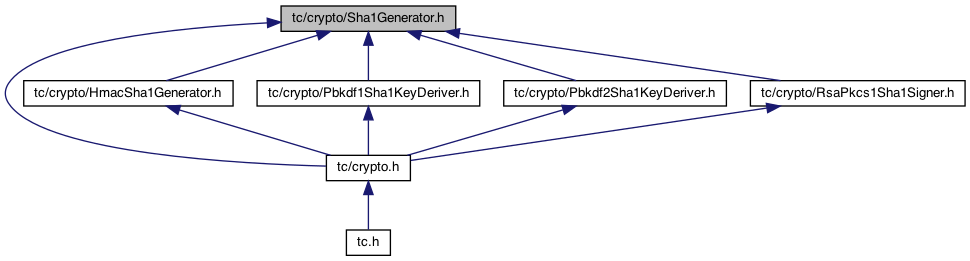 tc/crypto/Sha1Generator.h
tc/crypto/HmacSha1Generator.h
tc/crypto/Pbkdf1Sha1KeyDeriver.h
tc/crypto/Pbkdf2Sha1KeyDeriver.h
tc/crypto/RsaPkcs1Sha1Signer.h
tc/crypto.h
tc.h